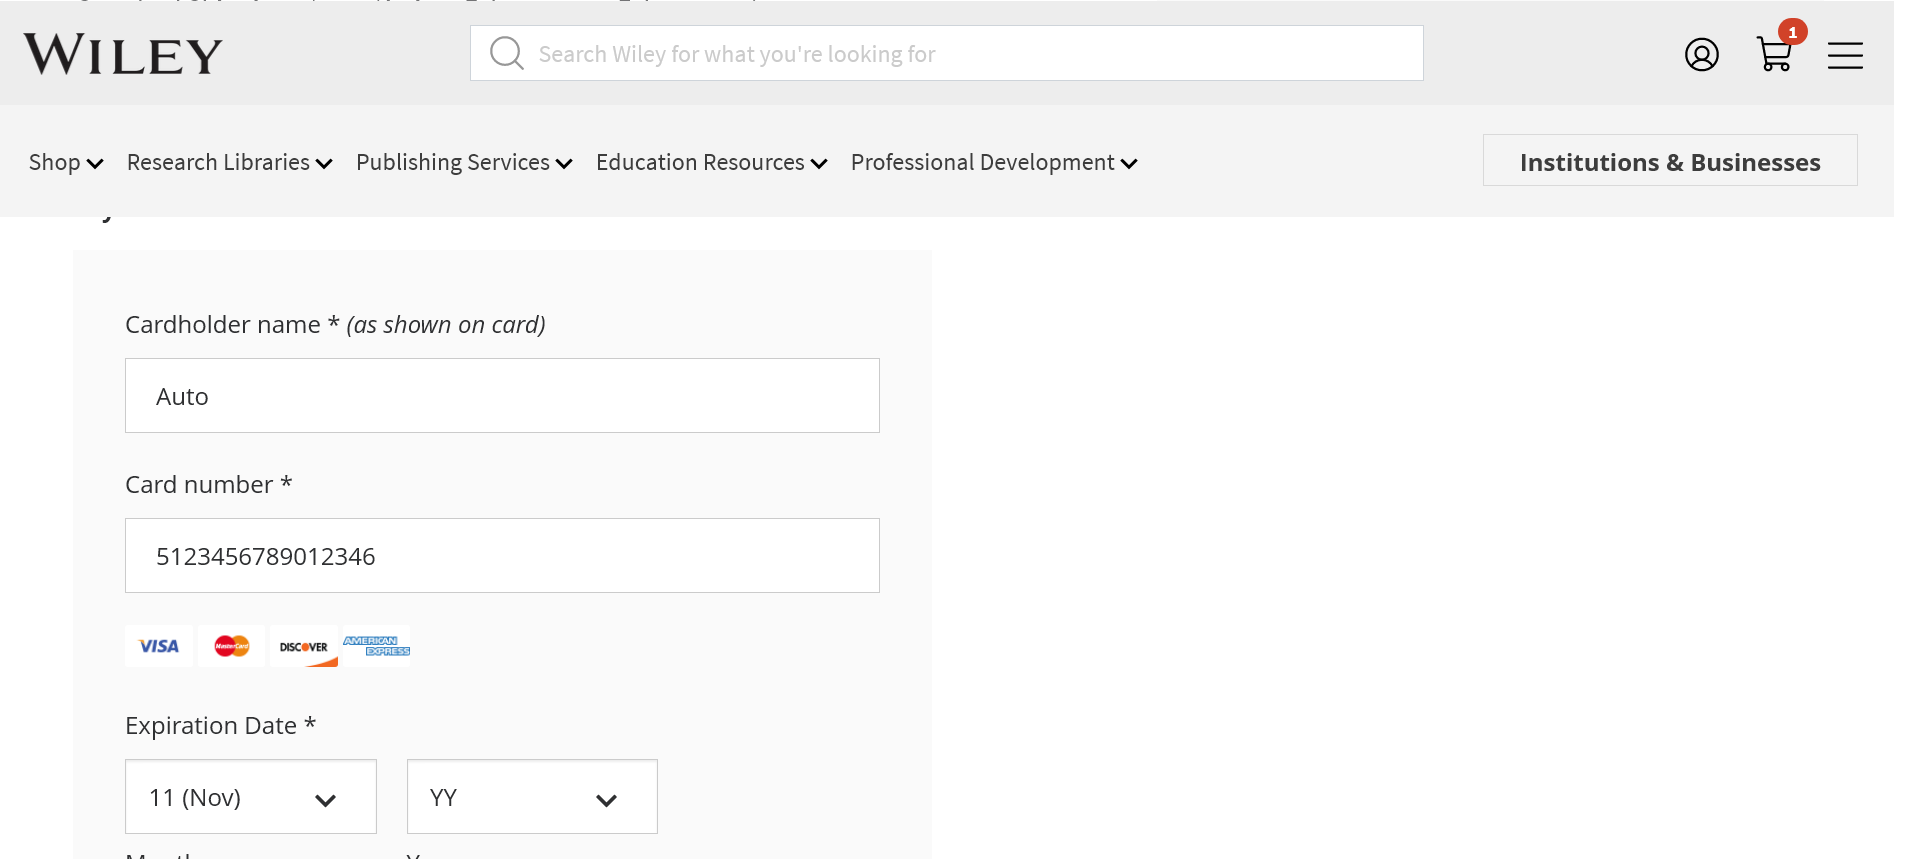 WILEY
Search Wiley for what you're looking for
1
Shop
Research Libraries
Publishing Services
Education Resources
Professional Development
Institutions & Businesses
Cardholder name * (as shown on card)
Auto
Card number *
5123456789012346
VISA
MasterCard
DISCOVER
AMERICAN EXPRESS
Expiration Date *
11 (Nov)
YY